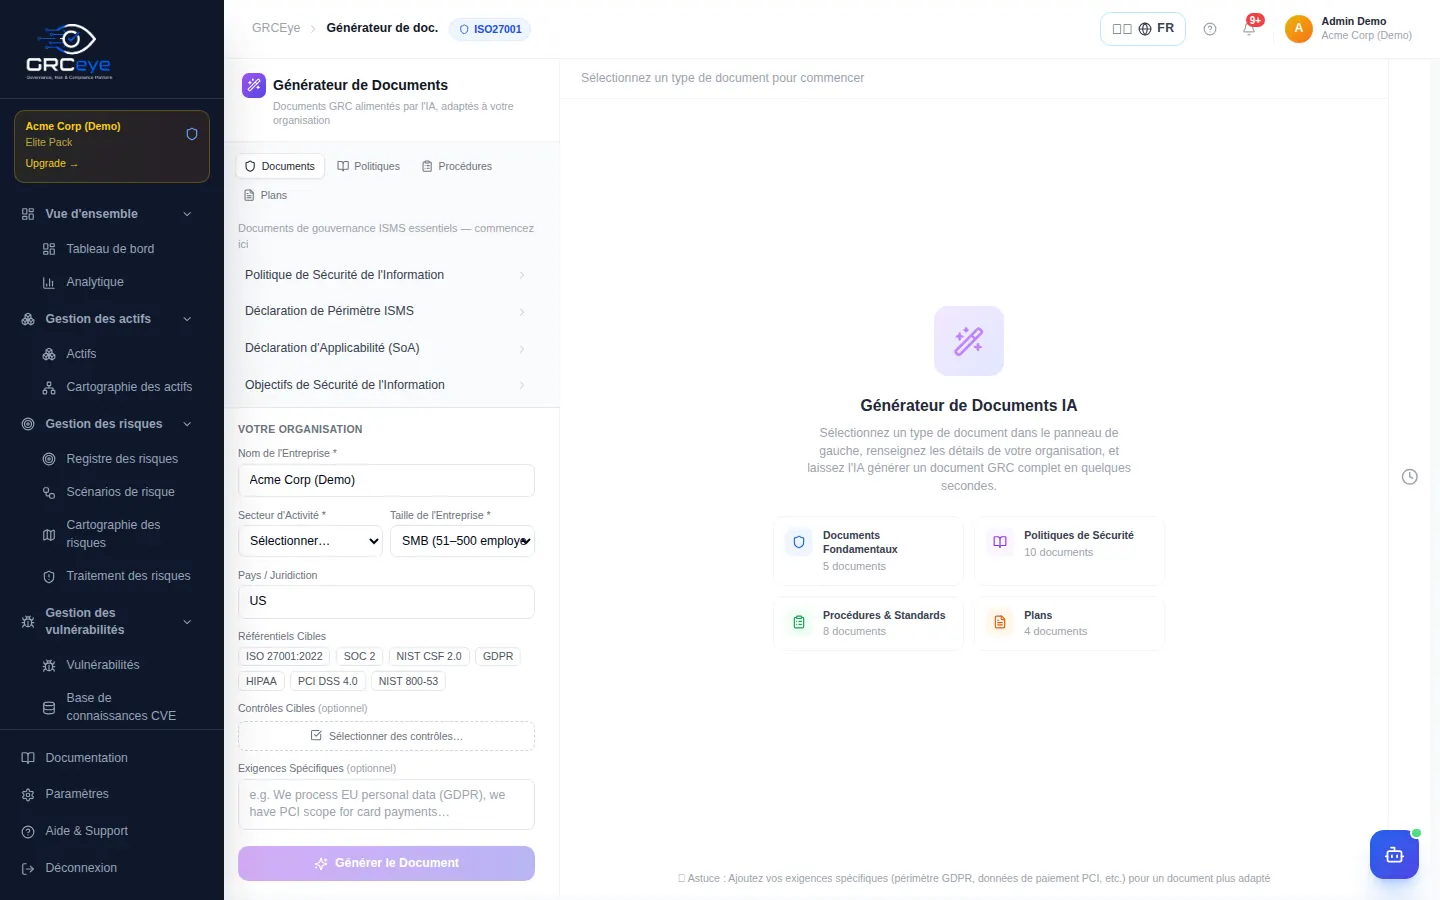 GRCeye
Governance, Risk & Compliance Platform
Acme Corp (Demo)
Elite Pack
Upgrade →
Vue d'ensemble
Tableau de bord
Analytique
Gestion des actifs
Actifs
Cartographie des actifs
Gestion des risques
Registre des risques
Scénarios de risque
Cartographie des
risques
Traitement des risques
Gestion des
vulnérabilités
Vulnérabilités
Base de
connaissances CVE
Documentation
Paramètres
Aide & Support
Déconnexion
GRCEye
Générateur de doc.
ISO27001
FR
9+
A
Admin Demo
Acme Corp (Demo)
Générateur de Documents
Documents GRC alimentés par l'IA, adaptés à votre
organisation
Documents
Politiques
Procédures
Plans
Documents de gouvernance ISMS essentiels — commencez
ici
Politique de Sécurité de l'Information
Déclaration de Périmètre ISMS
Déclaration d'Applicabilité (SoA)
Objectifs de Sécurité de l'Information
VOTRE ORGANISATION
Nom de l'Entreprise *
Acme Corp (Demo)
Secteur d'Activité *
Taille de l'Entreprise *
Sélectionner…
SMB (51–500 employe
Pays / Juridiction
US
Référentiels Cibles
ISO 27001:2022
SOC 2
NIST CSF 2.0
GDPR
HIPAA
PCI DSS 4.0
NIST 800-53
Contrôles Cibles (optionnel)
Sélectionner des contrôles…
Exigences Spécifiques (optionnel)
e.g. We process EU personal data (GDPR), we
have PCI scope for card payments…
Générer le Document
Sélectionnez un type de document pour commencer
Générateur de Documents IA
Sélectionnez un type de document dans le panneau de
gauche, renseignez les détails de votre organisation, et
laissez l'IA générer un document GRC complet en quelques
secondes.
Documents
Fondamentaux
5 documents
Politiques de Sécurité
10 documents
Procédures & Standards
8 documents
Plans
4 documents
Astuce : Ajoutez vos exigences spécifiques (périmètre GDPR, données de paiement PCI, etc.) pour un document plus adapté